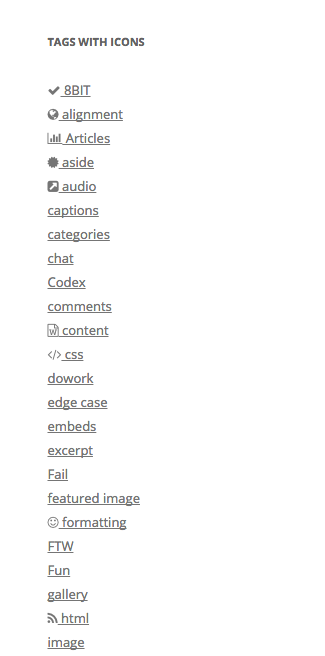 TAGS WITH ICONS
8BIT
alignment
Articles
aside
audio
captions
categories
chat
Codex
comments
content
css
dowork
edge case
embeds
excerpt
Fail
featured image
formatting
FTW
Fun
gallery
html
image